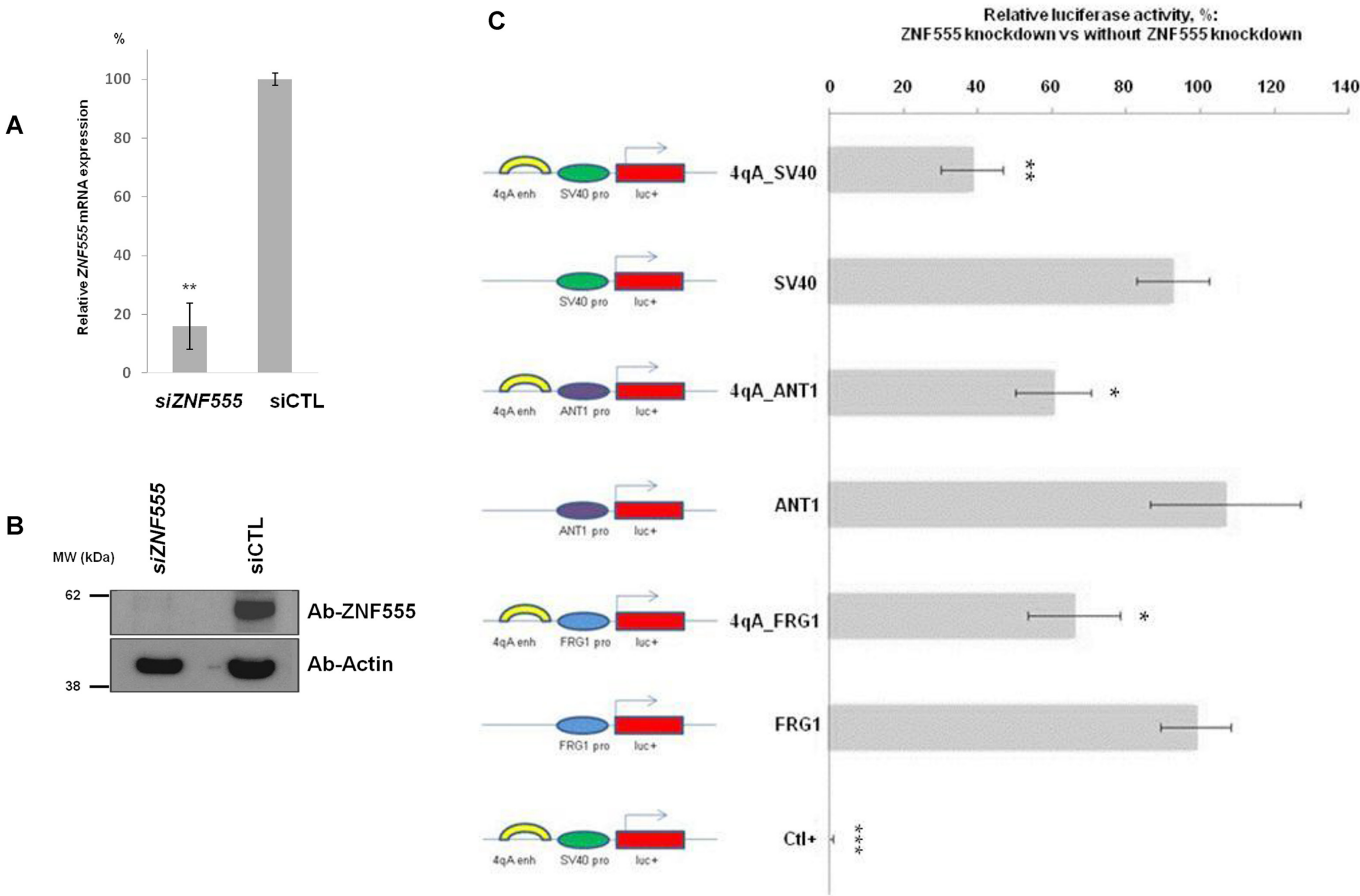 A
%
Relative ZNF555 mRNA expression
100
80
60
40
20
0
**
siZNF555 siCTL
B
siZNF555
siCTL
MW (kDa)
62
Ab-ZNF555
Ab-Actin
38
C
Relative luciferase activity, %:
ZNF555 knockdown vs without ZNF555 knockdown
0 20 40 60 80 100 120 140
4qA enh SV40 pro luc+
4qA_SV40
**
SV40 pro luc+
SV40
4qA enh ANT1 pro luc+
4qA_ANT1
*
ANT1 pro luc+
ANT1
4qA enh FRG1 pro luc+
4qA_FRG1
*
FRG1 pro luc+
FRG1
4qA enh SV40 pro luc+
Ctl+
***